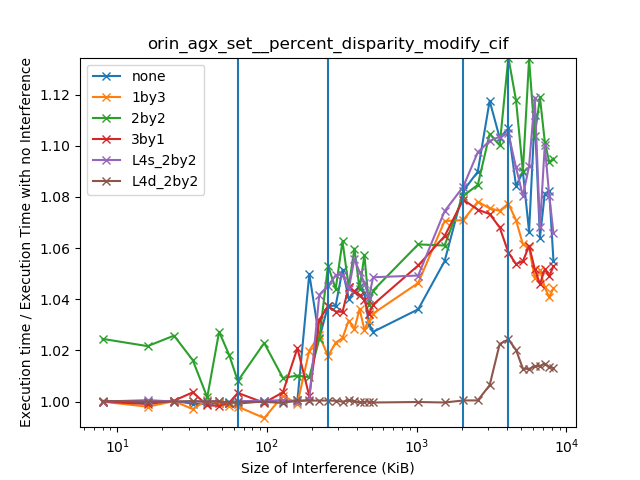 orin_agx_set__percent_disparity_modify_cif
Execution time / Execution Time with no Interference
1.12
1.10
1.08
1.06
1.04
1.02
1.00
none
1by3
2by2
3by1
L4s_2by2
L4d_2by2
10¹
10²
10³
10⁴
Size of Interference (KiB)